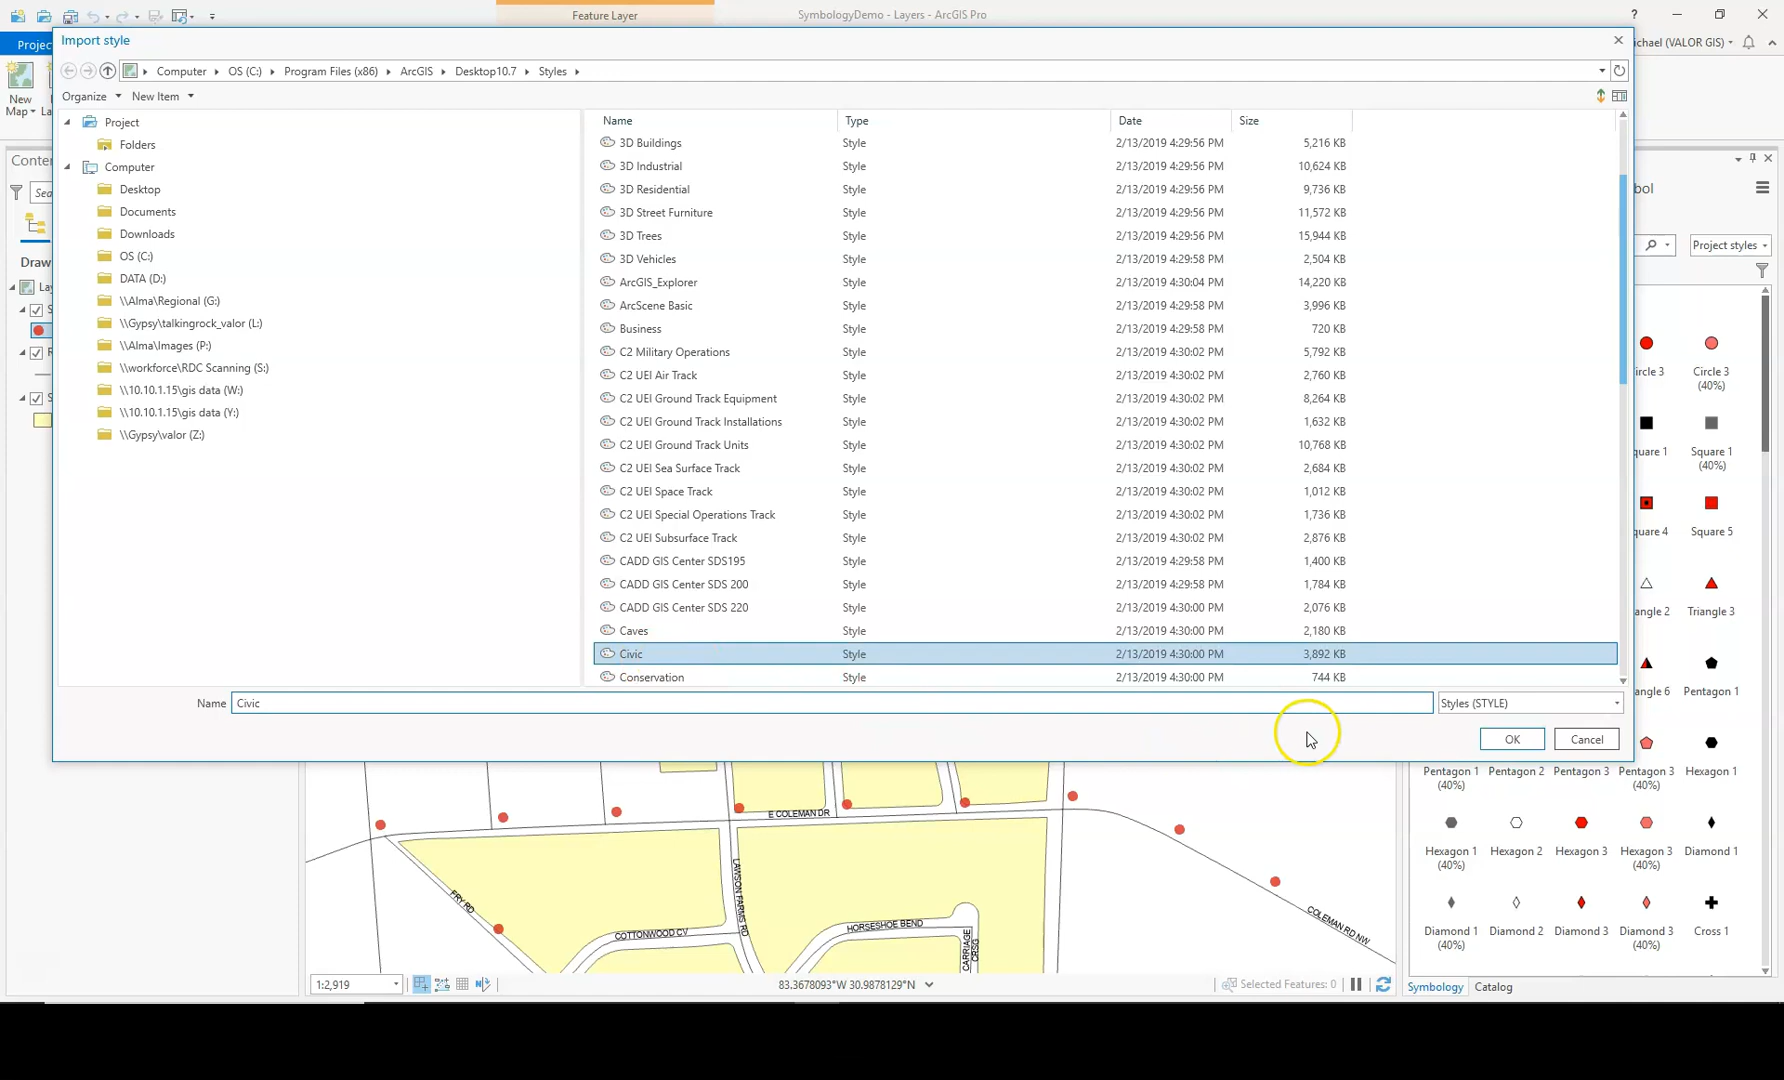 Feature Layer
SymbologyDemo - Layers - ArcGIS Pro
?
Project
Import style
ichael (VALOR GIS)
Computer
OS (C:)
Program Files (x86)
ArcGIS
Desktop10.7
Styles
New
Map
La
Organize
New Item
Project
Folders
Computer
Desktop
Documents
Downloads
OS (C:)
DATA (D:)
\\Alma\Regional (G:)
\\Gypsy\talkingrock_valor (L:)
\\Alma\Images (P:)
\\workforce\RDC Scanning (S:)
\\10.10.1.15\gis data (W:)
\\10.10.1.15\gis data (Y:)
\\Gypsy\valor (Z:)
Name Type Date Size
3D Buildings Style 2/13/2019 4:29:56 PM 5,216 KB
3D Industrial Style 2/13/2019 4:29:56 PM 10,624 KB
3D Residential Style 2/13/2019 4:29:56 PM 9,736 KB
3D Street Furniture Style 2/13/2019 4:29:56 PM 11,572 KB
3D Trees Style 2/13/2019 4:29:56 PM 15,944 KB
3D Vehicles Style 2/13/2019 4:29:58 PM 2,504 KB
ArcGIS_Explorer Style 2/13/2019 4:30:04 PM 14,220 KB
ArcScene Basic Style 2/13/2019 4:29:58 PM 3,996 KB
Business Style 2/13/2019 4:29:58 PM 720 KB
C2 Military Operations Style 2/13/2019 4:30:02 PM 5,792 KB
C2 UEI Air Track Style 2/13/2019 4:30:02 PM 2,760 KB
C2 UEI Ground Track Equipment Style 2/13/2019 4:30:02 PM 8,264 KB
C2 UEI Ground Track Installations Style 2/13/2019 4:30:02 PM 1,632 KB
C2 UEI Ground Track Units Style 2/13/2019 4:30:02 PM 10,768 KB
C2 UEI Sea Surface Track Style 2/13/2019 4:30:02 PM 2,684 KB
C2 UEI Space Track Style 2/13/2019 4:30:02 PM 1,012 KB
C2 UEI Special Operations Track Style 2/13/2019 4:30:02 PM 1,736 KB
C2 UEI Subsurface Track Style 2/13/2019 4:30:02 PM 2,876 KB
CADD GIS Center SDS195 Style 2/13/2019 4:29:58 PM 1,400 KB
CADD GIS Center SDS 200 Style 2/13/2019 4:29:58 PM 1,784 KB
CADD GIS Center SDS 220 Style 2/13/2019 4:30:00 PM 2,076 KB
Caves Style 2/13/2019 4:30:00 PM 2,180 KB
Civic Style 2/13/2019 4:30:00 PM 3,892 KB
Conservation Style 2/13/2019 4:30:00 PM 744 KB
Name Civic Styles (STYLE)
OK Cancel
Conter
Sea
Draw
Lay
S
R
S
bol
Project styles
ircle 3
Circle 3
(40%)
quare 1
Square 1
(40%)
quare 4 Square 5
angle 2 Triangle 3
angle 6 Pentagon 1
Pentagon 1
(40%)
Pentagon 2
Pentagon 3
Pentagon 3
(40%)
Hexagon 1
Hexagon 1
(40%)
Hexagon 2
Hexagon 3
Hexagon 3
(40%)
Diamond 1
Diamond 1
(40%)
Diamond 2
Diamond 3
Diamond 3
(40%)
Cross 1
E COLEMAN DR
FRY RD
LAWSON FARMS RD
COTTONWOOD CV
HORSESHOE BEND
CARRIAGE
CRSG
COLEMAN RD NW
1:2,919
83.3678093°W 30.9878129°N
Selected Features: 0
Symbology
Catalog